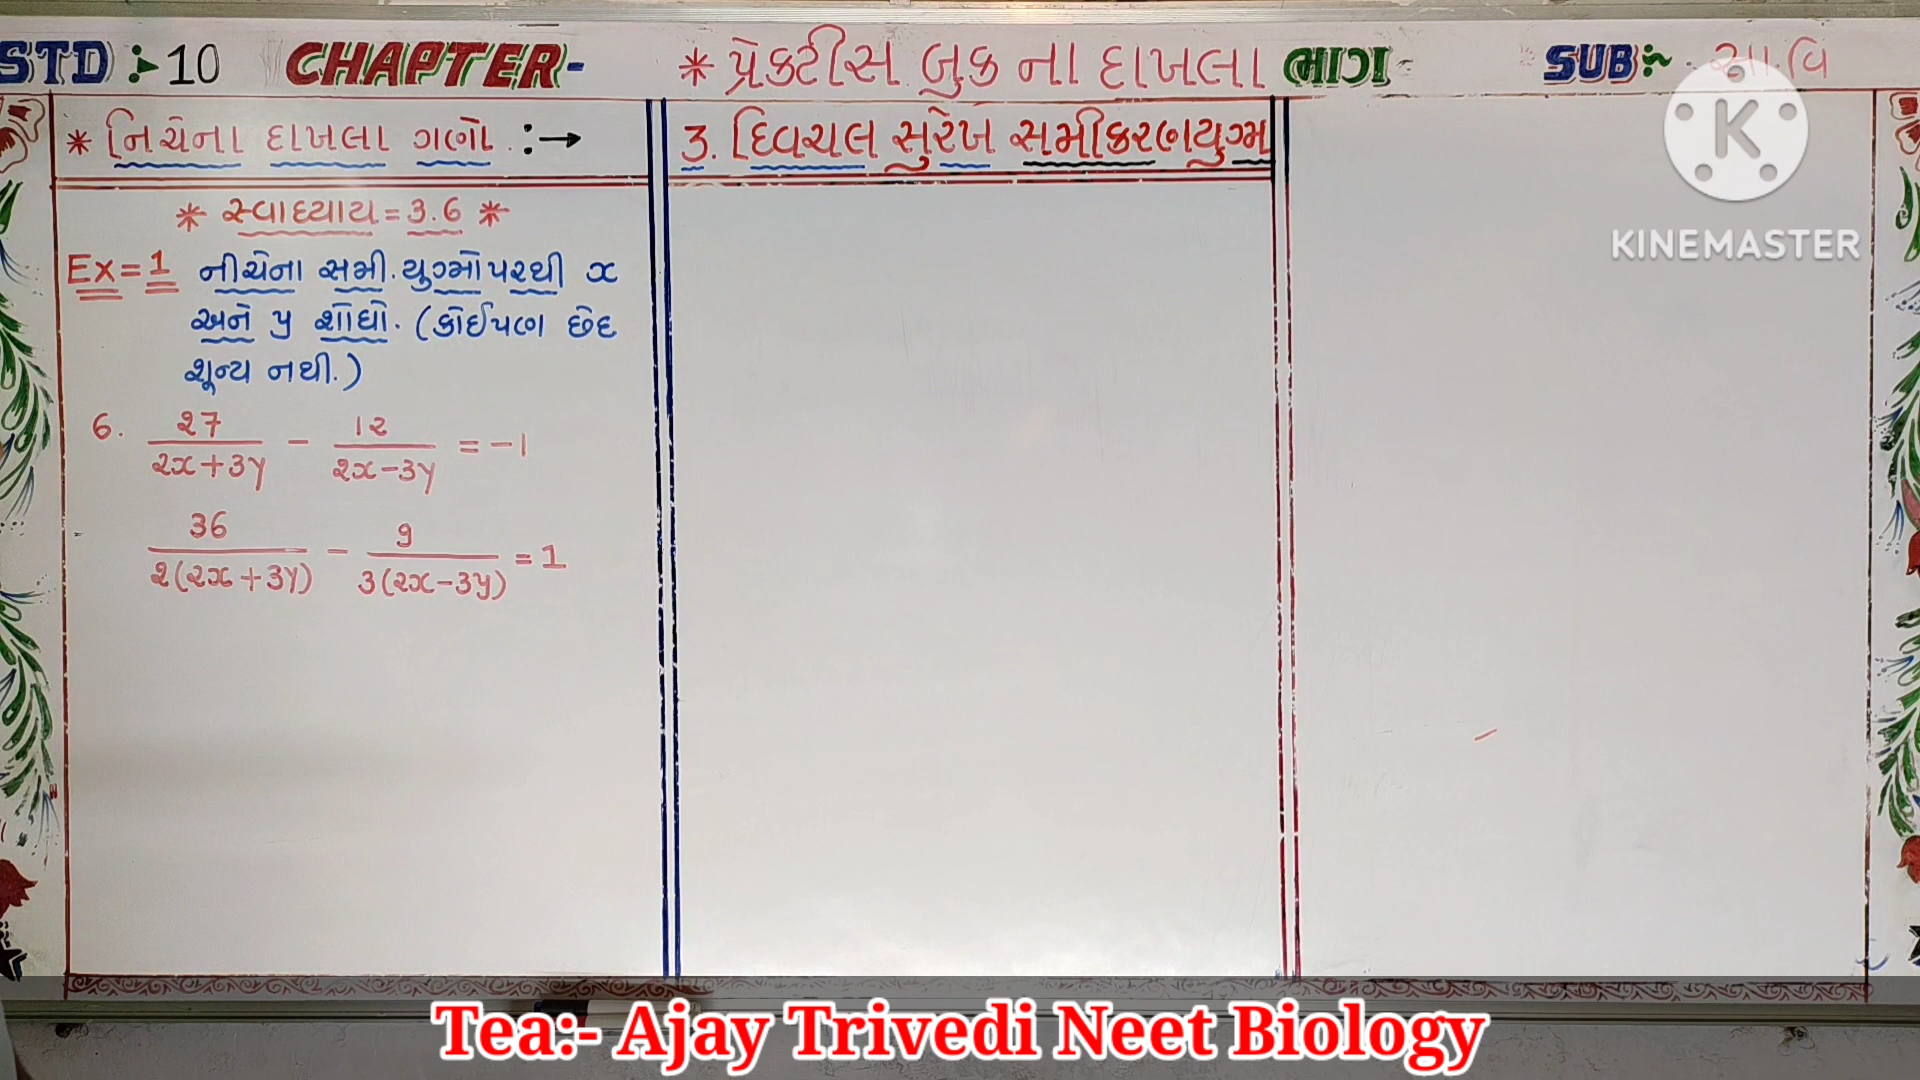 STD :- 10 CHAPTER- * પ્રેક્ટીસ બુક ના દાખલા ભાગ- SUB:~ સા.વિ
* નિચેના દાખલા ગણો. :→
3. દ્વિચલ સુરેખ સમીકરણયુગ્મ
* સ્વાધ્યાય = ૩.6 *
Ex = 1 નીચેના સમી. યુગ્મો પરથી x
અને y શોધો. (કોઈપણ છેદ
શૂન્ય નથી.)
6. 27/(2x+3y) - 12/(2x-3y) = -1
36/2(2x+3y) - 9/3(2x-3y) = 1
K
KINEMASTER
Tea:- Ajay Trivedi Neet Biology